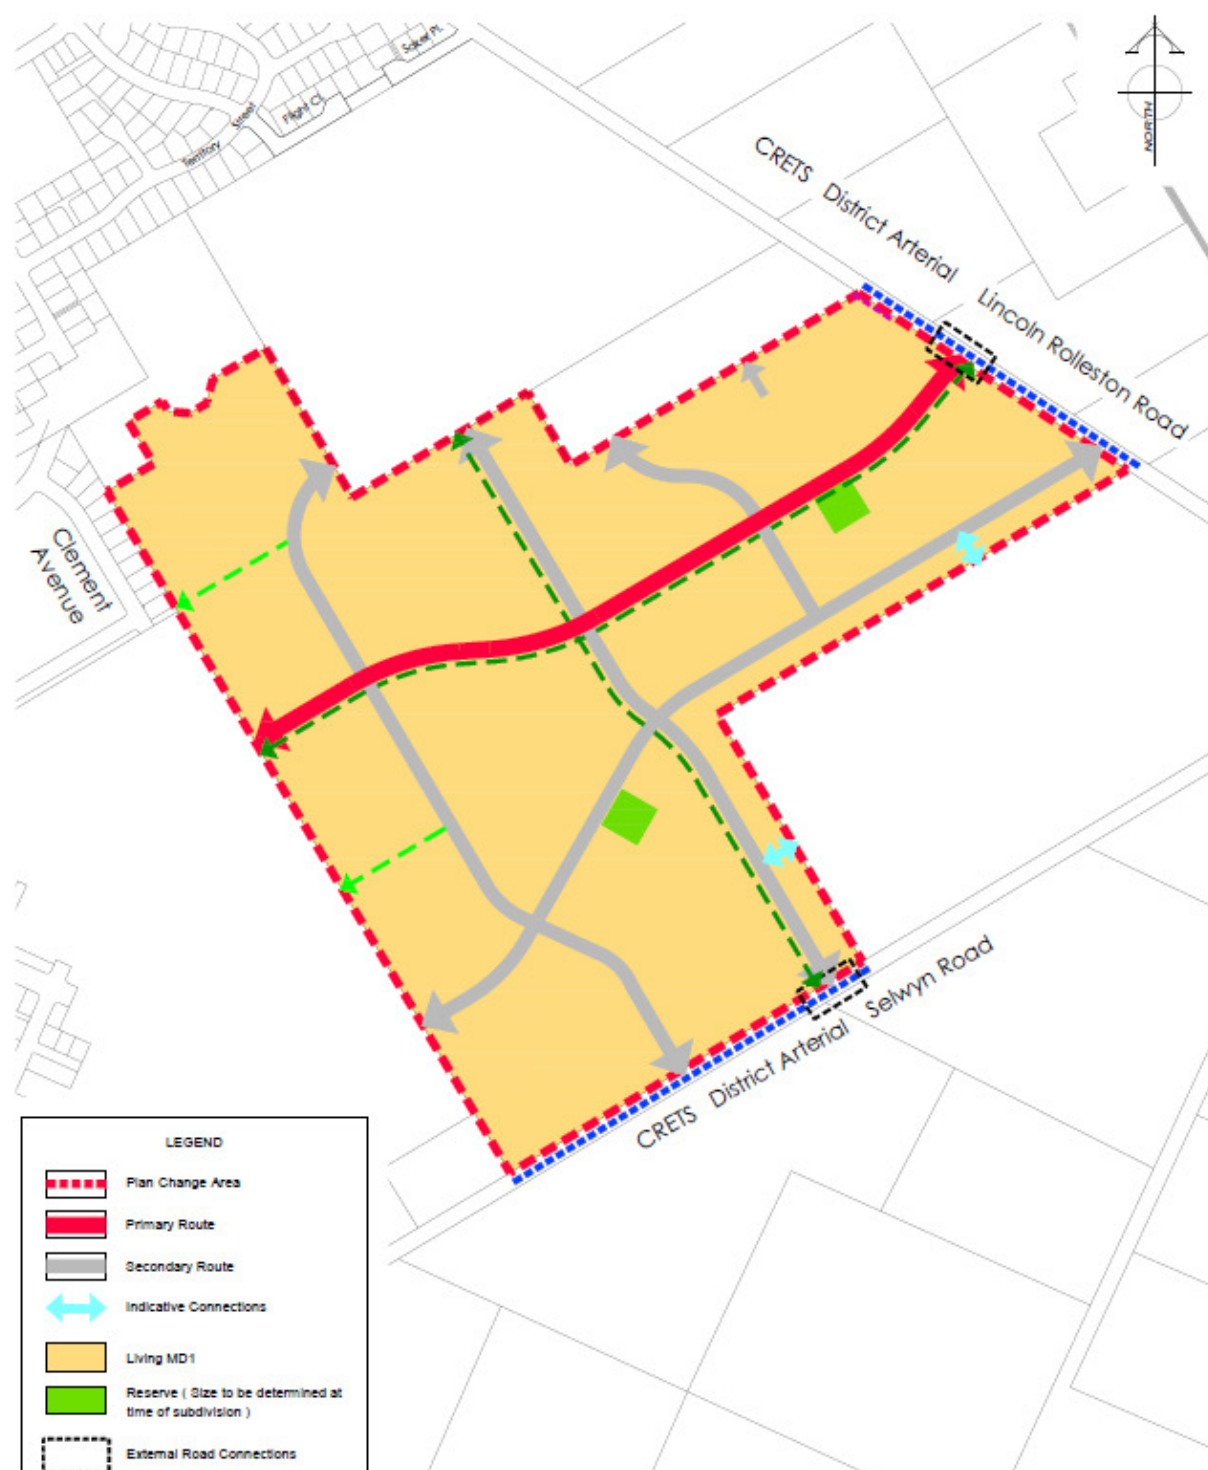 Saker Pl.
Flight Cl.
Street
Territory
NORTH
CRETS District Arterial Lincoln Rolleston Road
Clement
Avenue
CRETS District Arterial Selwyn Road
LEGEND
Plan Change Area
Primary Route
Secondary Route
Indicative Connections
Living MD1
Reserve ( Size to be determined at
time of subdivision )
External Road Connections